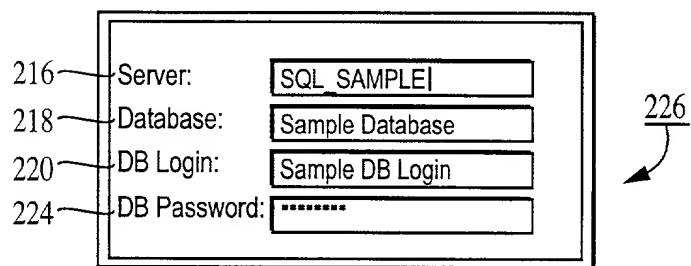 216 Server: SQL_SAMPLE
218 Database: Sample Database
226
220 DB Login: Sample DB Login
224 DB Password: ********